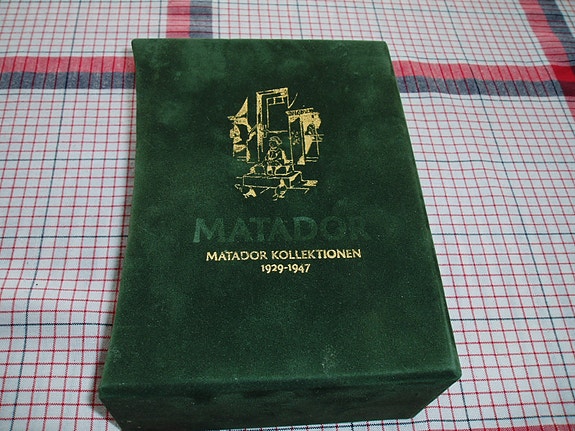 MATADOR
MATADOR KOLLEKTIONEN
1929-1947